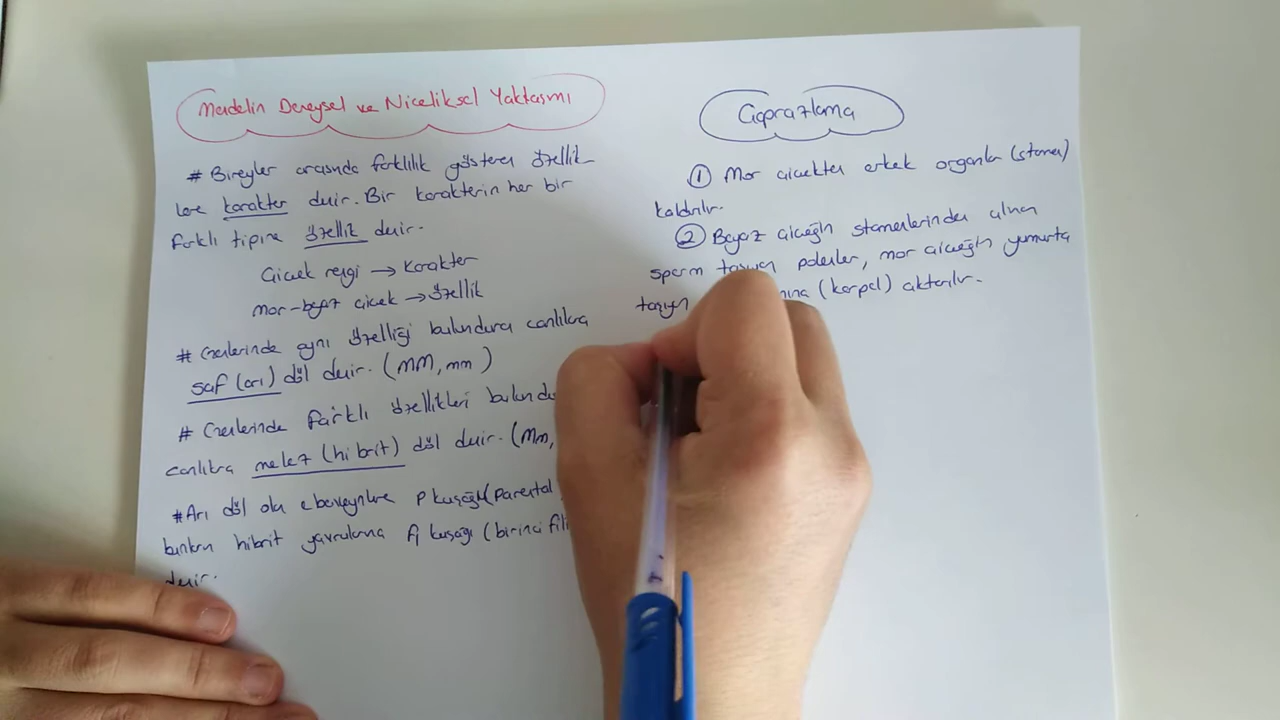 Mendelin Deneysel ve Niceliksel Yaktasmı
# Bireyler arasında farklılık gösteren özellik
lere karakter denir. Bir karakterin her bir
farklı tipine özellik denir.
Çiçek rengi → Karakter
mor-beyaz çiçek → özellik
# Genlerinde aynı özelliği bulunduran canlılara
saf (arı) döl denir. (MM, mm)
# Genlerinde farklı özellikleri
canlılara melez (hibrit) döl denir. (Mm,
# Arı döl olan ebeveynlere P kuşağı (parental
bunların hibrit yavrularına F1 kuşağı (birinci
denir.
Çaprazlama
① Mor çiçekten erkek organlar (stamen)
kaldırılır.
② Beyaz çiçeğin stamenlerinden alınan
sperm taşıyan polenler, mor çiçeğin yumurta
taşıyan (karpel) aktarılır.